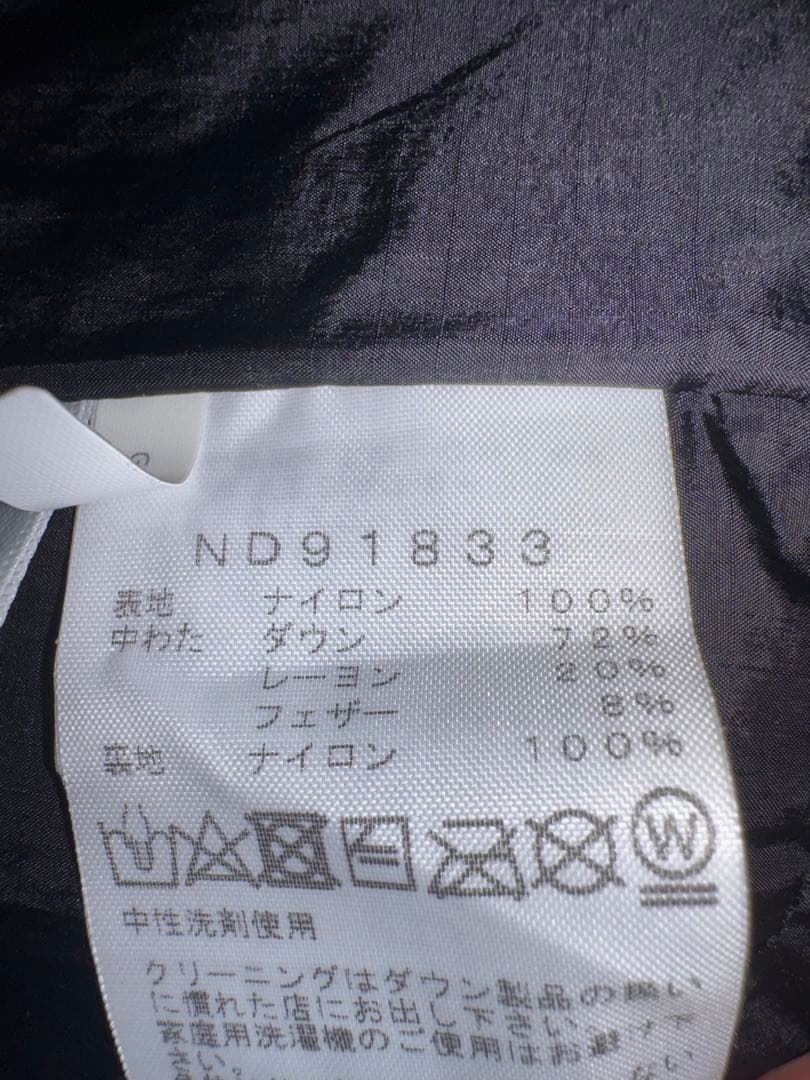 ND91833
表地 ナイロン 100%
中わた ダウン 72%
レーヨン 20%
フェザー 8%
裏地 ナイロン 100%
W
中性洗剤使用
クリーニングはダウン製品の扱い
に慣れた店にお出し下さい。
家庭用洗濯機のご使用はお避け
さい。